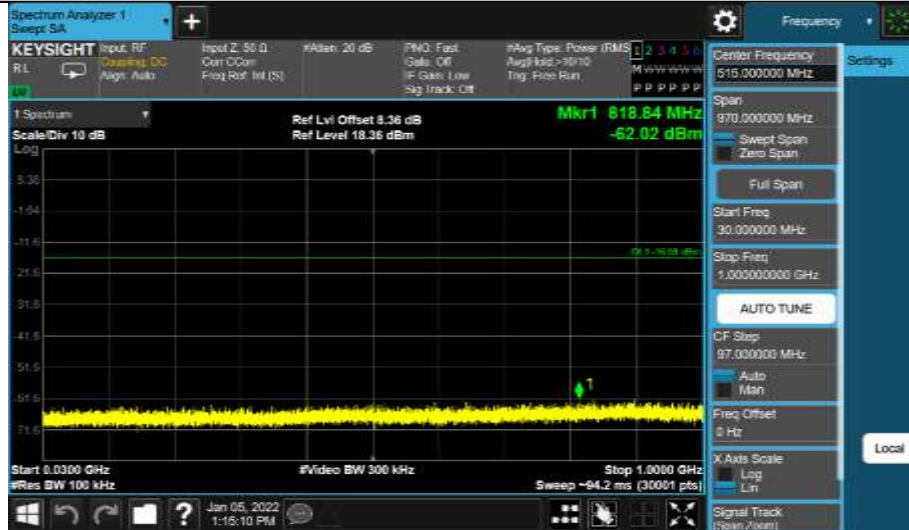 Spectrum Analyzer 1
Swept SA
+
Frequency
KEYSIGHT
RL
Input: RF
Coupling: DC
Align: Auto
Input Z: 50 Ω
Corr CCorr
Freq Ref: Int (S)
#Atten: 20 dB
PNO: Fast
Gate: Off
IF Gain: Low
Sig Track: Off
#Avg Type: Power (RMS)
Avg|Hold:>10/10
Trig: Free Run
1 2 3 4 5 6
M W W W W W
P P P P P P
1 Spectrum
Scale/Div 10 dB
Log
Ref Lvl Offset 8.36 dB
Ref Level 18.36 dBm
Mkr1 818.84 MHz
-62.02 dBm
8.36
-1.64
-11.6
-21.6
-31.6
-41.6
-51.6
-61.6
-71.6
1
Start 0.0300 GHz
#Res BW 100 kHz
#Video BW 300 kHz
Stop 1.0000 GHz
Sweep ~94.2 ms (30001 pts)
Center Frequency
515.000000 MHz
Span
970.000000 MHz
Swept Span
Zero Span
Full Span
Start Freq
30.000000 MHz
Stop Freq
1.000000000 GHz
AUTO TUNE
CF Step
97.000000 MHz
Auto
Man
Freq Offset
0 Hz
X Axis Scale
Log
Lin
Signal Track
(Span Zoom)
Settings
Local
?
Jan 05, 2022
1:15:10 PM